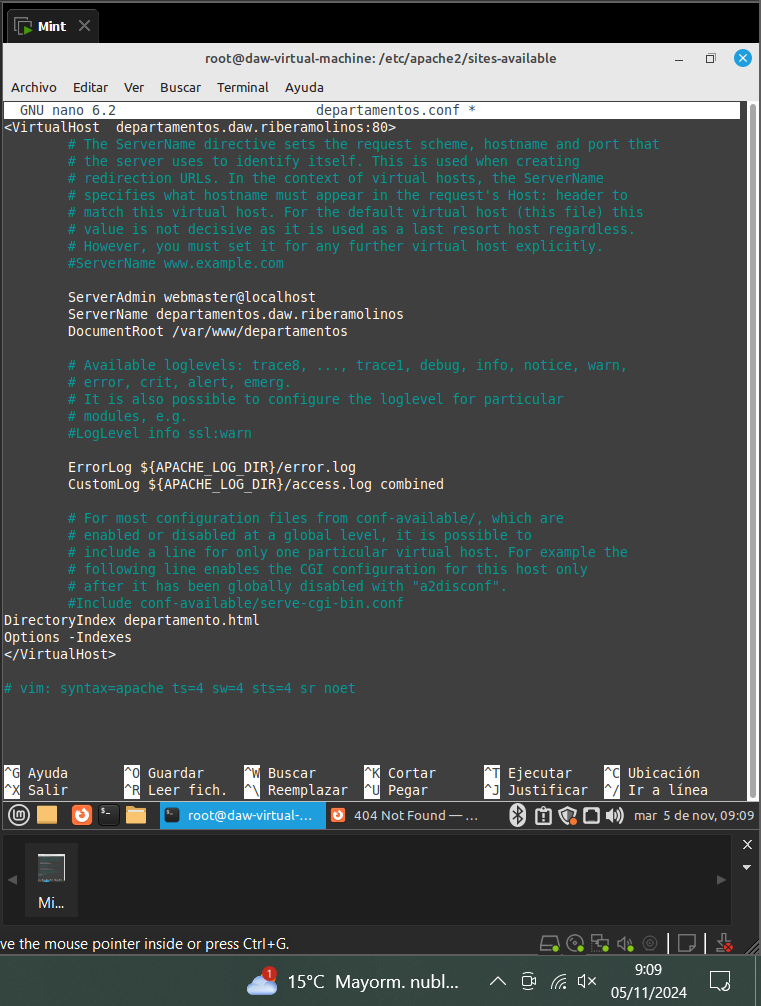 Mint
root@daw-virtual-machine: /etc/apache2/sites-available
Archivo Editar Ver Buscar Terminal Ayuda
GNU nano 6.2 departamentos.conf *
<VirtualHost  departamentos.daw.riberamolinos:80>
# The ServerName directive sets the request scheme, hostname and port that
# the server uses to identify itself. This is used when creating
# redirection URLs. In the context of virtual hosts, the ServerName
# specifies what hostname must appear in the request's Host: header to
# match this virtual host. For the default virtual host (this file) this
# value is not decisive as it is used as a last resort host regardless.
# However, you must set it for any further virtual host explicitly.
#ServerName www.example.com
ServerAdmin webmaster@localhost
ServerName departamentos.daw.riberamolinos
DocumentRoot /var/www/departamentos
# Available loglevels: trace8, ..., trace1, debug, info, notice, warn,
# error, crit, alert, emerg.
# It is also possible to configure the loglevel for particular
# modules, e.g.
#LogLevel info ssl:warn
ErrorLog ${APACHE_LOG_DIR}/error.log
CustomLog ${APACHE_LOG_DIR}/access.log combined
# For most configuration files from conf-available/, which are
# enabled or disabled at a global level, it is possible to
# include a line for only one particular virtual host. For example the
# following line enables the CGI configuration for this host only
# after it has been globally disabled with "a2disconf".
#Include conf-available/serve-cgi-bin.conf
DirectoryIndex departamento.html
Options -Indexes
</VirtualHost>
# vim: syntax=apache ts=4 sw=4 sts=4 sr noet
^G Ayuda ^O Guardar ^W Buscar ^K Cortar ^T Ejecutar ^C Ubicación
^X Salir ^R Leer fich. ^\ Reemplazar ^U Pegar ^J Justificar ^/ Ir a línea
root@daw-virtual-... 404 Not Found — ... mar 5 de nov, 09:09
Mi...
ve the mouse pointer inside or press Ctrl+G.
1 15°C Mayorm. nubl... 9:09
05/11/2024